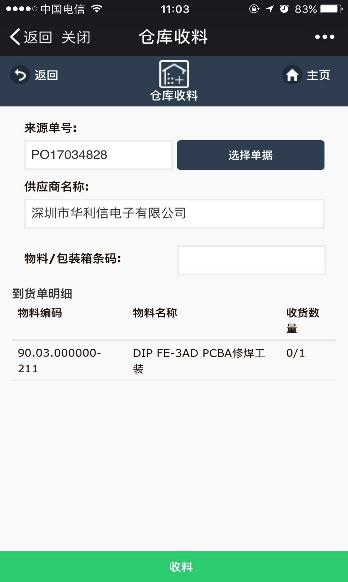 中国电信 11:03 83%
返回 关闭 仓库收料
返回 仓库收料 主页
来源单号:
PO17034828 选择单据
供应商名称:
深圳市华利信电子有限公司
物料/包装箱条码:
到货单明细
物料编码 物料名称 收货数
量
90.03.000000- DIP FE-3AD PCBA修焊工 0/1
211 装
收料